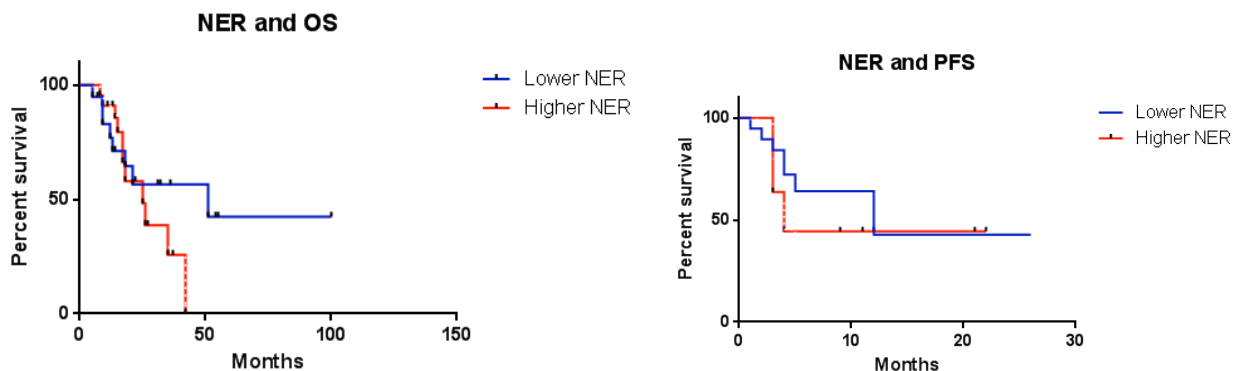 NER and OS
Lower NER
Higher NER
Percent survival
100
50
0
0 50 100 150
Months
NER and PFS
Lower NER
Higher NER
Percent survival
100
50
0
0 10 20 30
Months